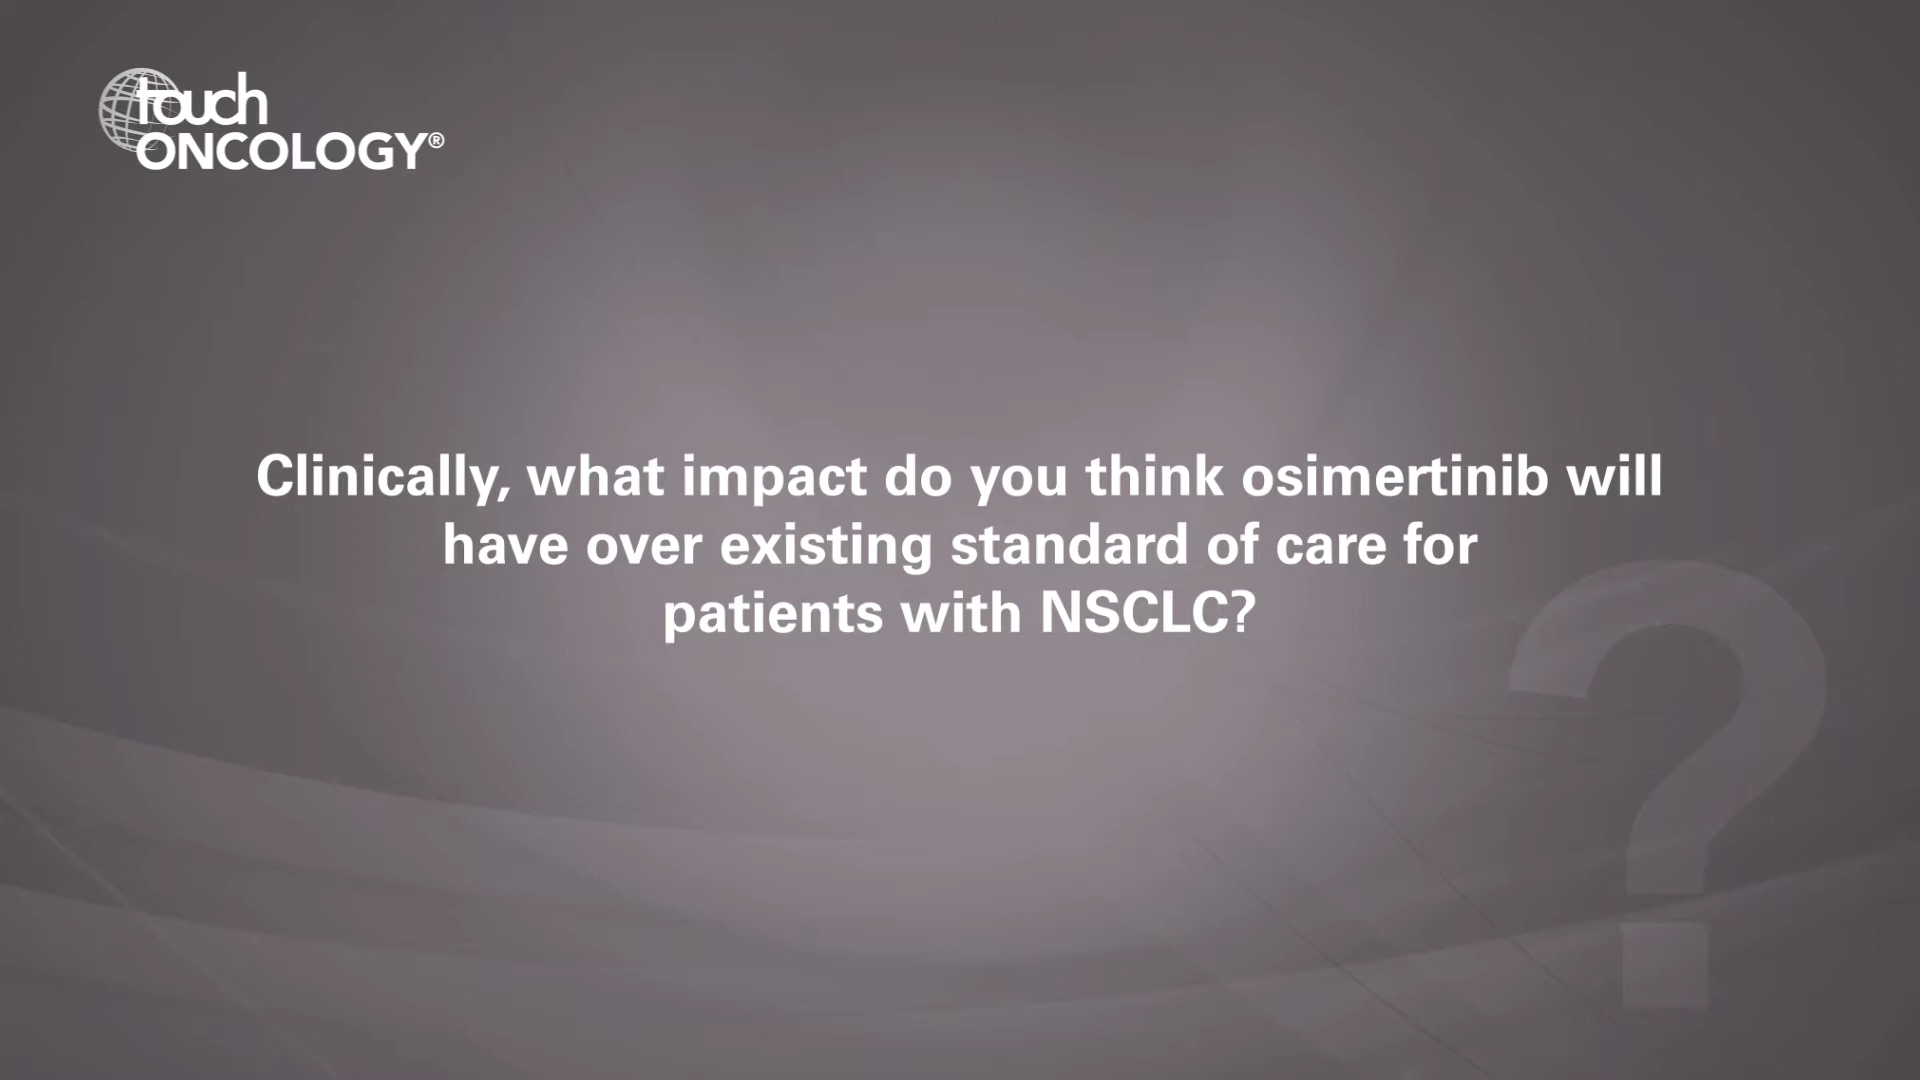 touch
ONCOLOGY®
Clinically, what impact do you think osimertinib will
have over existing standard of care for
patients with NSCLC?
?